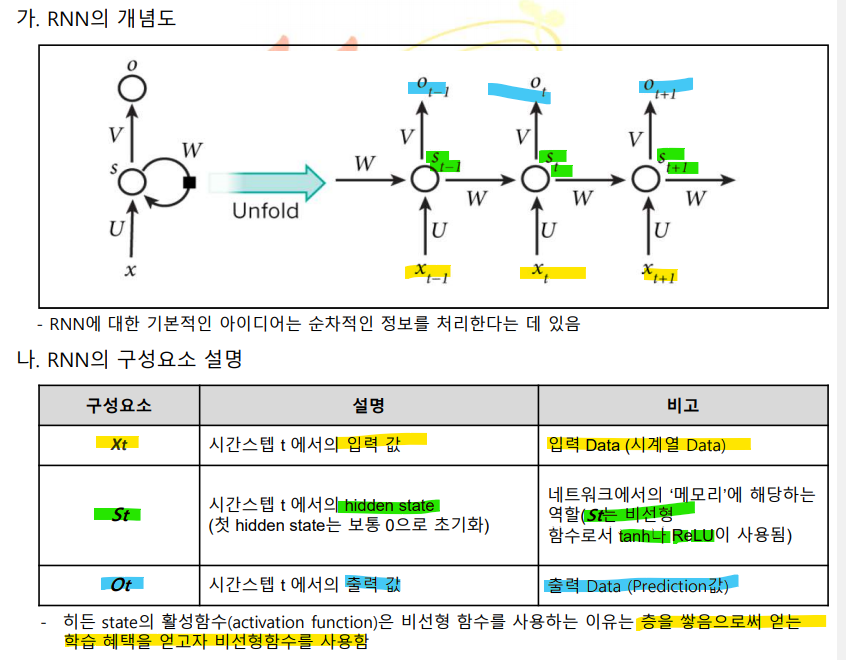 가. RNN의 개념도
o
V
W
s
U
x
Unfold
o t-1 o t o t+1
V V V
s t-1 s t s t+1
W W W W
U U U
x t-1 x t x t+1
- RNN에 대한 기본적인 아이디어는 순차적인 정보를 처리한다는 데 있음
나. RNN의 구성요소 설명
구성요소 설명 비고
Xt 시간스텝 t 에서의 입력 값 입력 Data (시계열 Data)
St 시간스텝 t 에서의 hidden state
(첫 hidden state는 보통 0으로 초기화)
네트워크에서의 ‘메모리’에 해당하는
역할(St는 비선형
함수로서 tanh나 ReLU이 사용됨)
Ot 시간스텝 t 에서의 출력 값 출력 Data (Prediction값)
- 히든 state의 활성함수(activation function)은 비선형 함수를 사용하는 이유는 층을 쌓음으로써 얻는
학습 혜택을 얻고자 비선형함수를 사용함